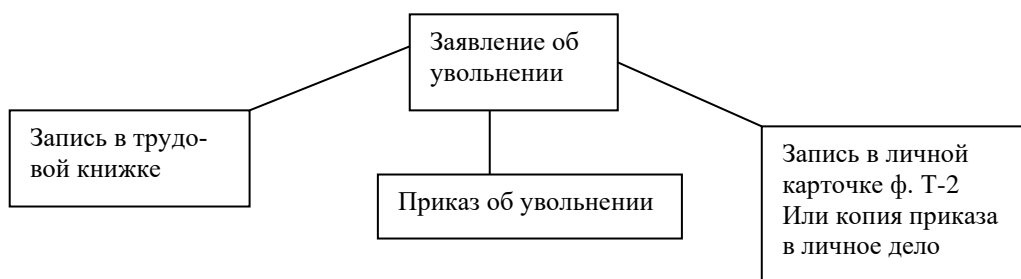 Заявление об
увольнении
Запись в трудо-
вой книжке
Приказ об увольнении
Запись в личной
карточке ф. Т-2
Или копия приказа
в личное дело